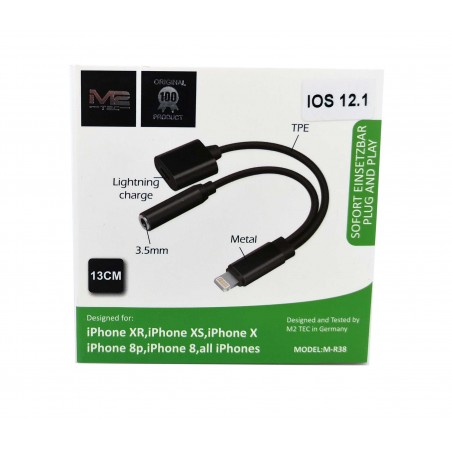 M2
TEC
ORIGINAL
100
PRODUCT
IOS 12.1
TPE
Lightning
charge
3.5mm
Metal
13CM
SOFORT EINSETZBAR
PLUG AND PLAY
Designed for:
iPhone XR,iPhone XS,iPhone X
iPhone 8p,iPhone 8,all iPhones
Designed and Tested by
M2 TEC in Germany
MODEL:M-R38